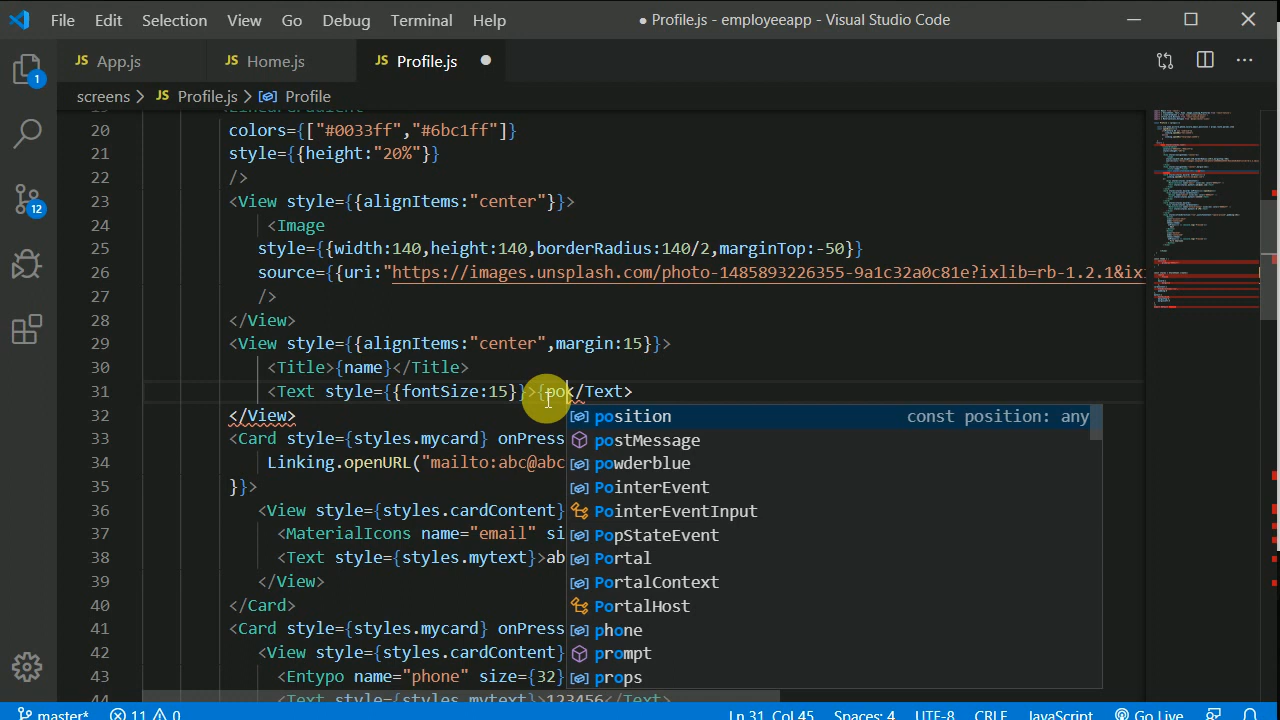 File Edit Selection View Go Debug Terminal Help ● Profile.js - employeeapp - Visual Studio Code
JS App.js JS Home.js JS Profile.js
screens > JS Profile.js > Profile
20 colors={["#0033ff","#6bc1ff"]}
21 style={{height:"20%"}}
22 />
23 <View style={{alignItems:"center"}}>
24 <Image
25 style={{width:140,height:140,borderRadius:140/2,marginTop:-50}}
26 source={{uri:"https://images.unsplash.com/photo-1485893226355-9a1c32a0c81e?ixlib=rb-1.2.1&ix
27 />
28 </View>
29 <View style={{alignItems:"center",margin:15}}>
30 <Title>{name}</Title>
31 <Text style={{fontSize:15}}>{po</Text>
32 </View>
position const position: any
33 <Card style={styles.mycard} onPress
postMessage
34 Linking.openURL("mailto:abc@abc
powderblue
35 }}>
PointerEvent
36 <View style={styles.cardContent}
PointerEventInput
37 <MaterialIcons name="email" si
PopStateEvent
38 <Text style={styles.mytext}>ab
Portal
39 </View>
PortalContext
40 </Card>
PortalHost
41 <Card style={styles.mycard} onPress
phone
42 <View style={styles.cardContent}
prompt
43 <Entypo name="phone" size={32}
props
44 <Text style={styles.mytext}>123456</Text>
master* 11 0 Ln 31, Col 45 Spaces: 4 UTF-8 CRLF JavaScript Go Live
1
12